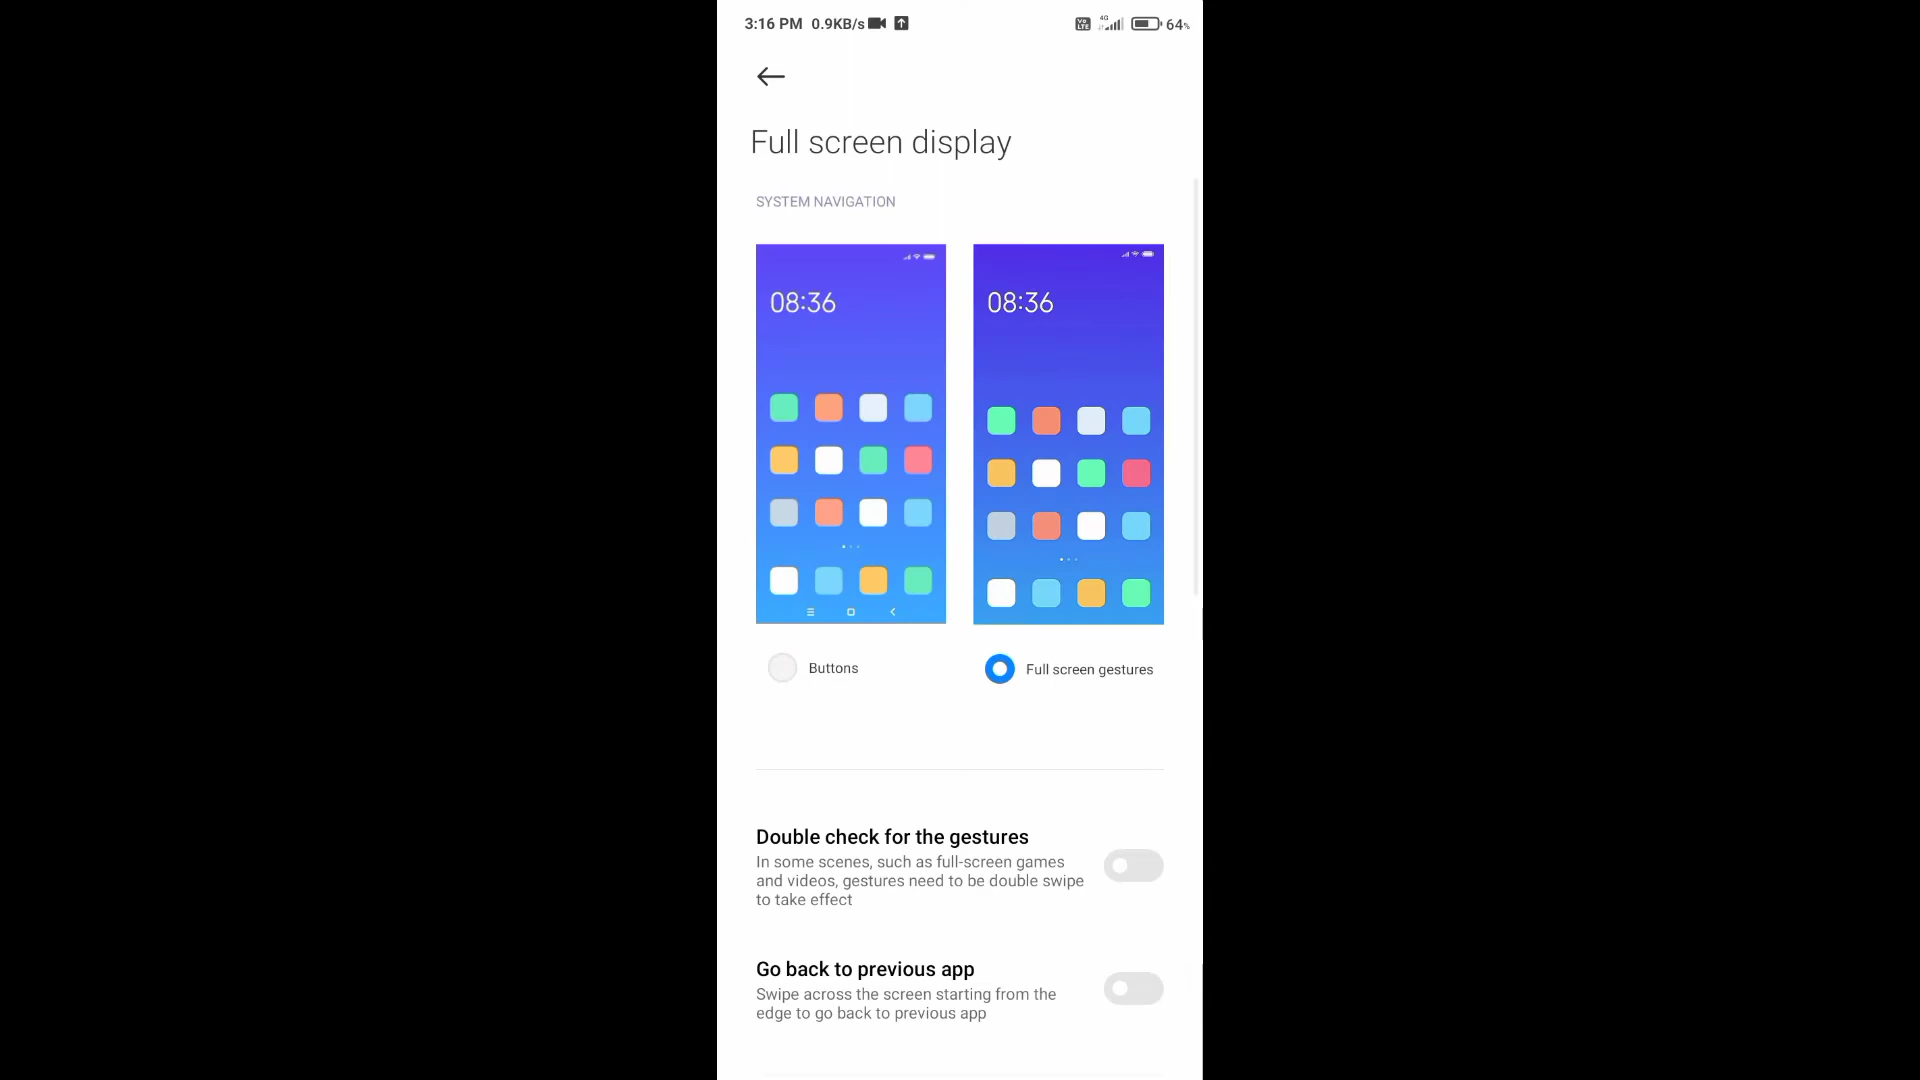 3:16 PM 0.9KB/s
Vo LTE 4G 64%
Full screen display
SYSTEM NAVIGATION
08:36 08:36
Buttons Full screen gestures
Double check for the gestures
In some scenes, such as full-screen games
and videos, gestures need to be double swipe
to take effect
Go back to previous app
Swipe across the screen starting from the
edge to go back to previous app